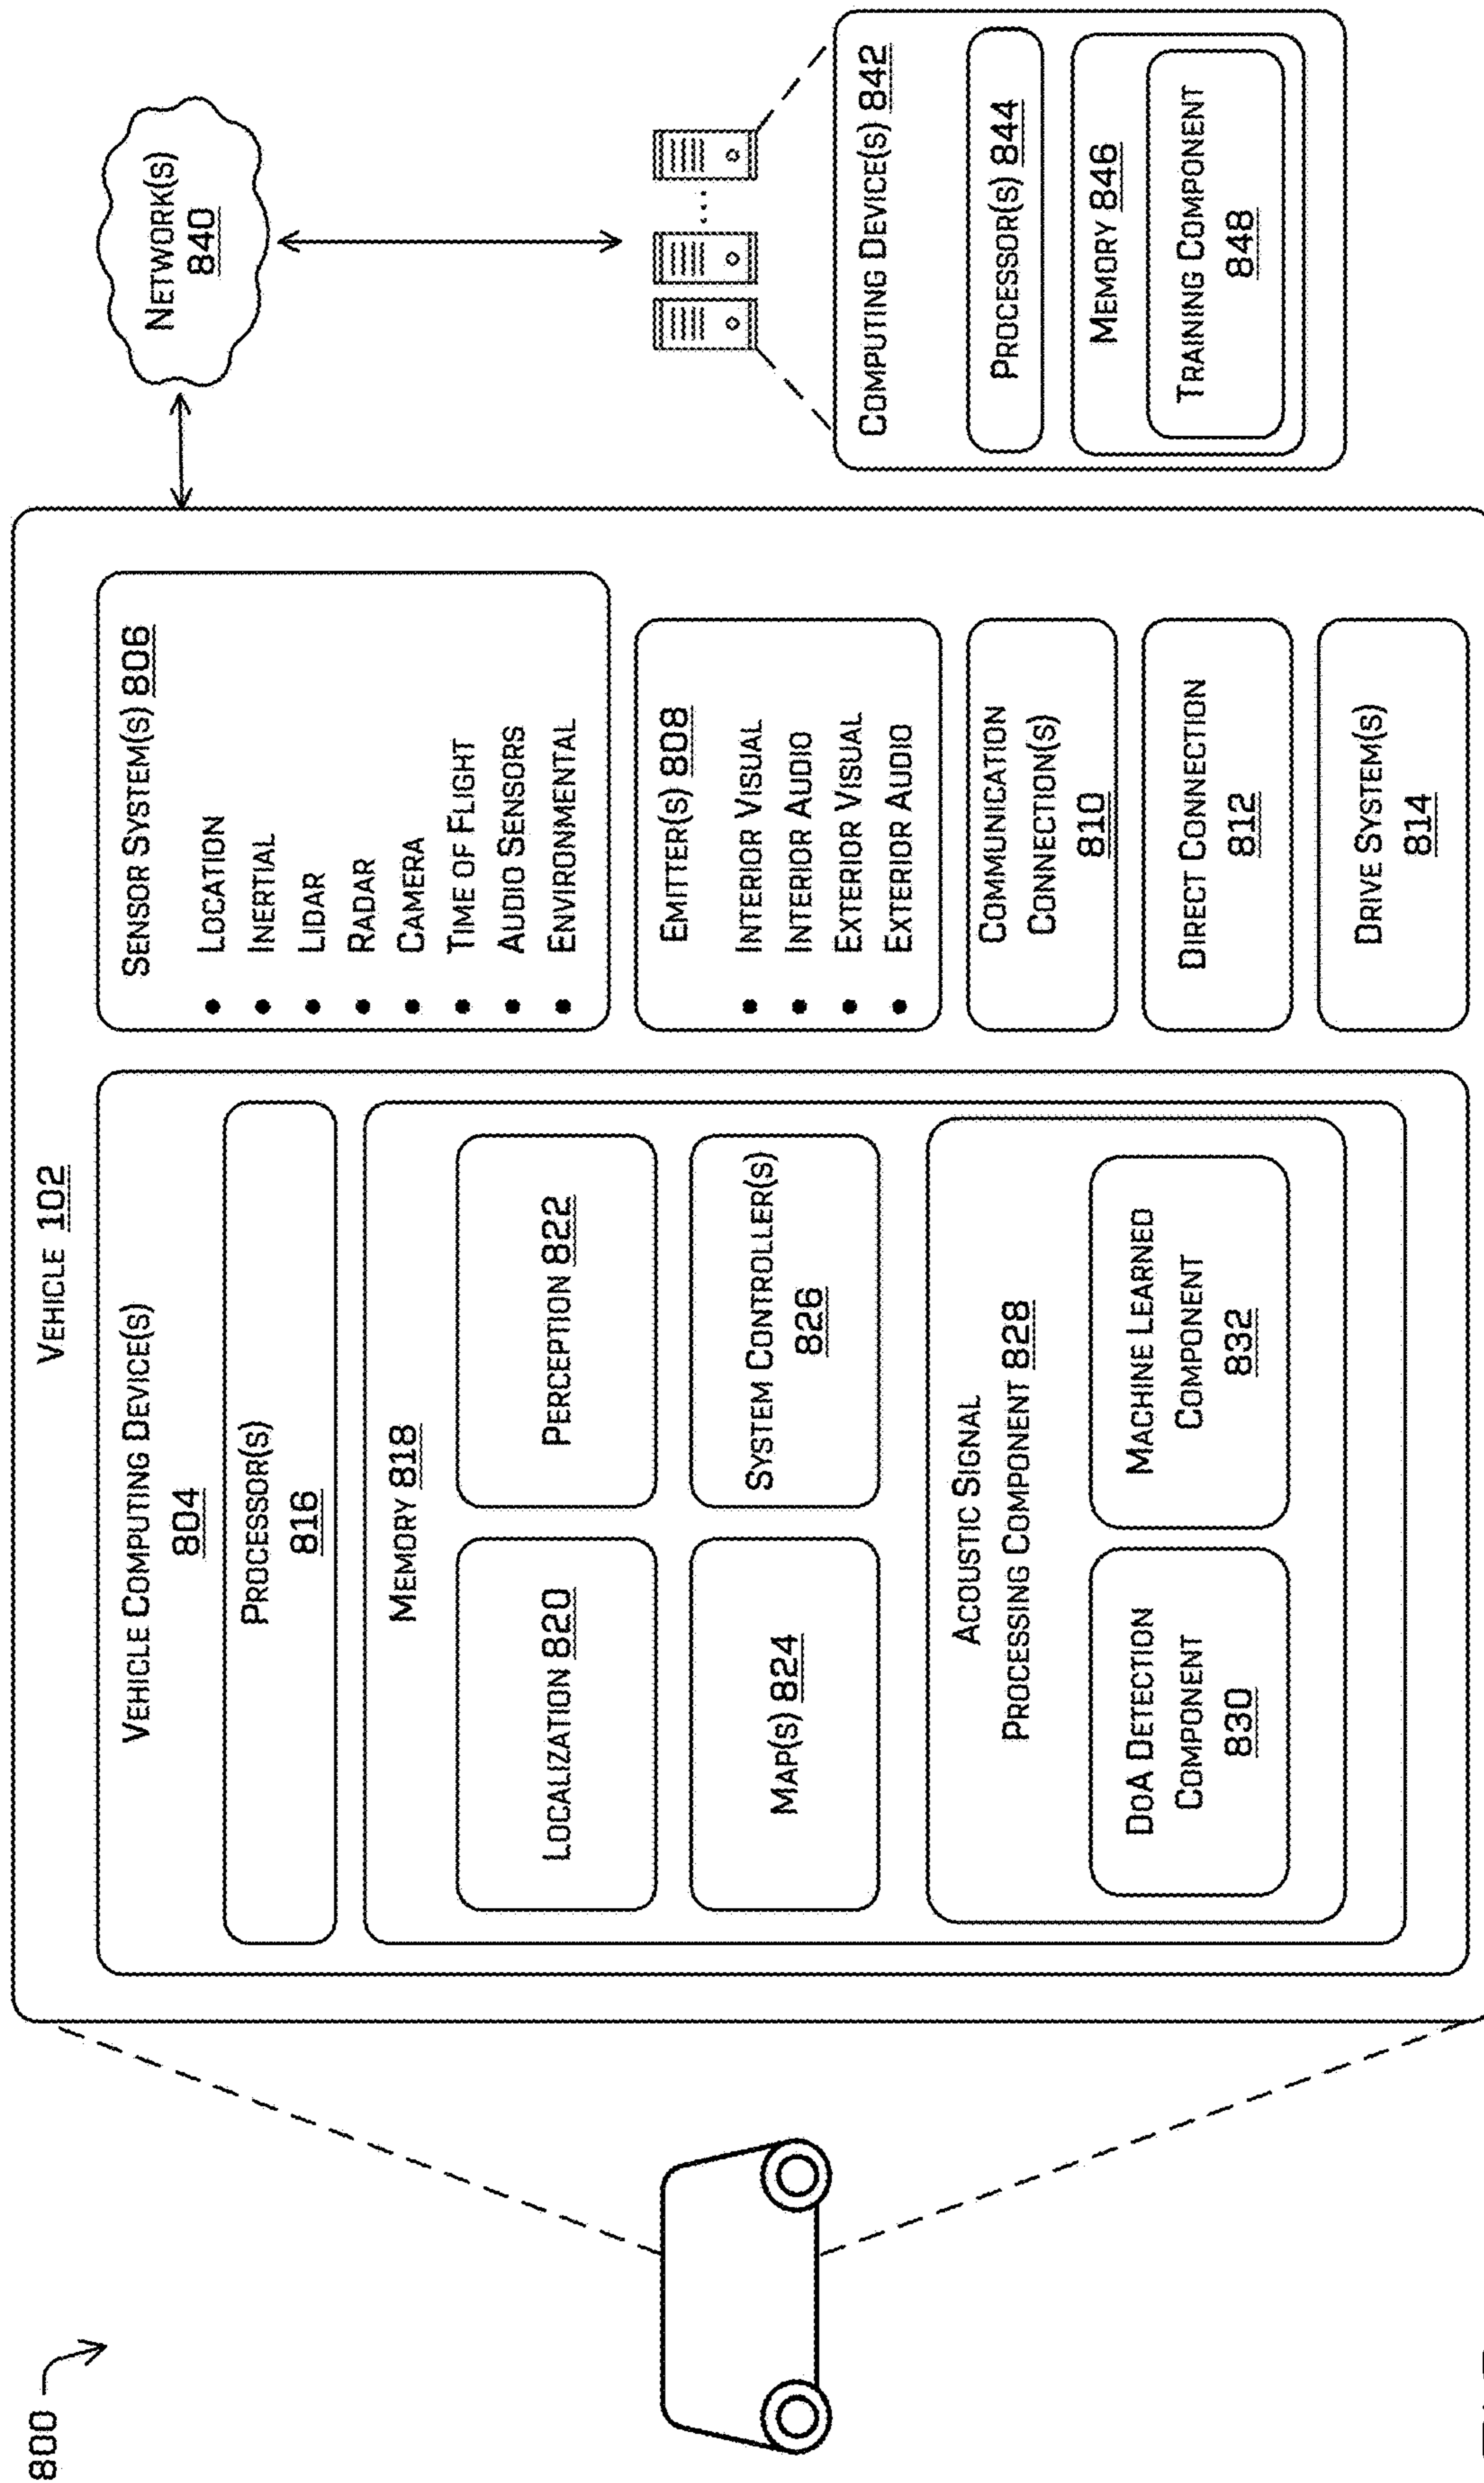 800
VEHICLE 102
VEHICLE COMPUTING DEVICE(S)
804
PROCESSOR(S)
816
MEMORY 818
LOCALIZATION 820
PERCEPTION 822
MAP(S) 824
SYSTEM CONTROLLER(S)
826
ACOUSTIC SIGNAL
PROCESSING COMPONENT 828
DOA DETECTION
COMPONENT
830
MACHINE LEARNED
COMPONENT
832
SENSOR SYSTEM(S) 806
• LOCATION
• INERTIAL
• LIDAR
• RADAR
• CAMERA
• TIME OF FLIGHT
• AUDIO SENSORS
• ENVIRONMENTAL
EMITTER(S) 808
• INTERIOR VISUAL
• INTERIOR AUDIO
• EXTERIOR VISUAL
• EXTERIOR AUDIO
COMMUNICATION
CONNECTION(S)
810
DIRECT CONNECTION
812
DRIVE SYSTEM(S)
814
NETWORK(S)
840
COMPUTING DEVICE(S) 842
PROCESSOR(S) 844
MEMORY 846
TRAINING COMPONENT
848